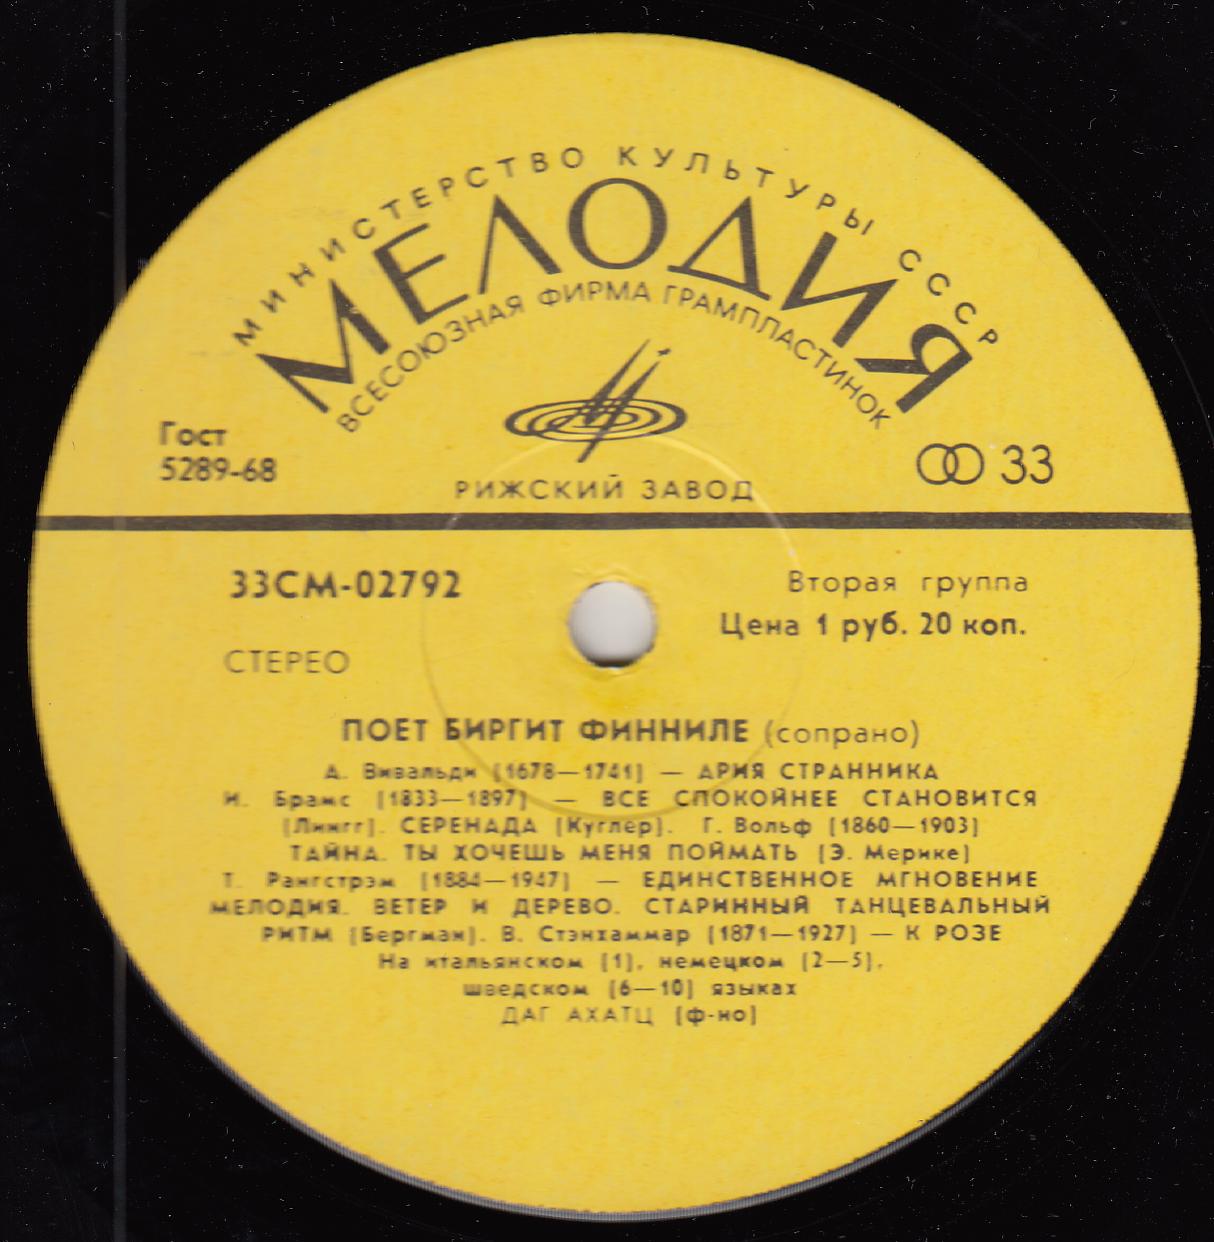 МИНИСТЕРСТВО КУЛЬТУРЫ СССР
МЕЛОДИЯ
ВСЕСОЮЗНАЯ ФИРМА ГРАМПЛАСТИНОК
Гост
5289-68
33
РИЖСКИЙ ЗАВОД
33СМ-02792
Вторая группа
Цена 1 руб. 20 коп.
СТЕРЕО
ПОЕТ БИРГИТ ФИННИЛЕ (сопрано)
А. Вивальди (1678—1741) — АРИЯ СТРАННИКА
И. Брамс (1833—1897) — ВСЕ СПОКОЙНЕЕ СТАНОВИТСЯ
(Лингг). СЕРЕНАДА (Куглер). Г. Вольф (1860—1903)
ТАЙНА. ТЫ ХОЧЕШЬ МЕНЯ ПОЙМАТЬ (Э. Мерике)
Т. Рангстрэм (1884—1947) — ЕДИНСТВЕННОЕ МГНОВЕНИЕ
МЕЛОДИЯ. ВЕТЕР И ДЕРЕВО. СТАРИННЫЙ ТАНЦЕВАЛЬНЫЙ
РИТМ (Бергман). В. Стэнхаммар (1871—1927) — К РОЗЕ
На итальянском (1), немецком (2—5),
шведском (6—10) языках
ДАГ АХАТЦ (ф-но)